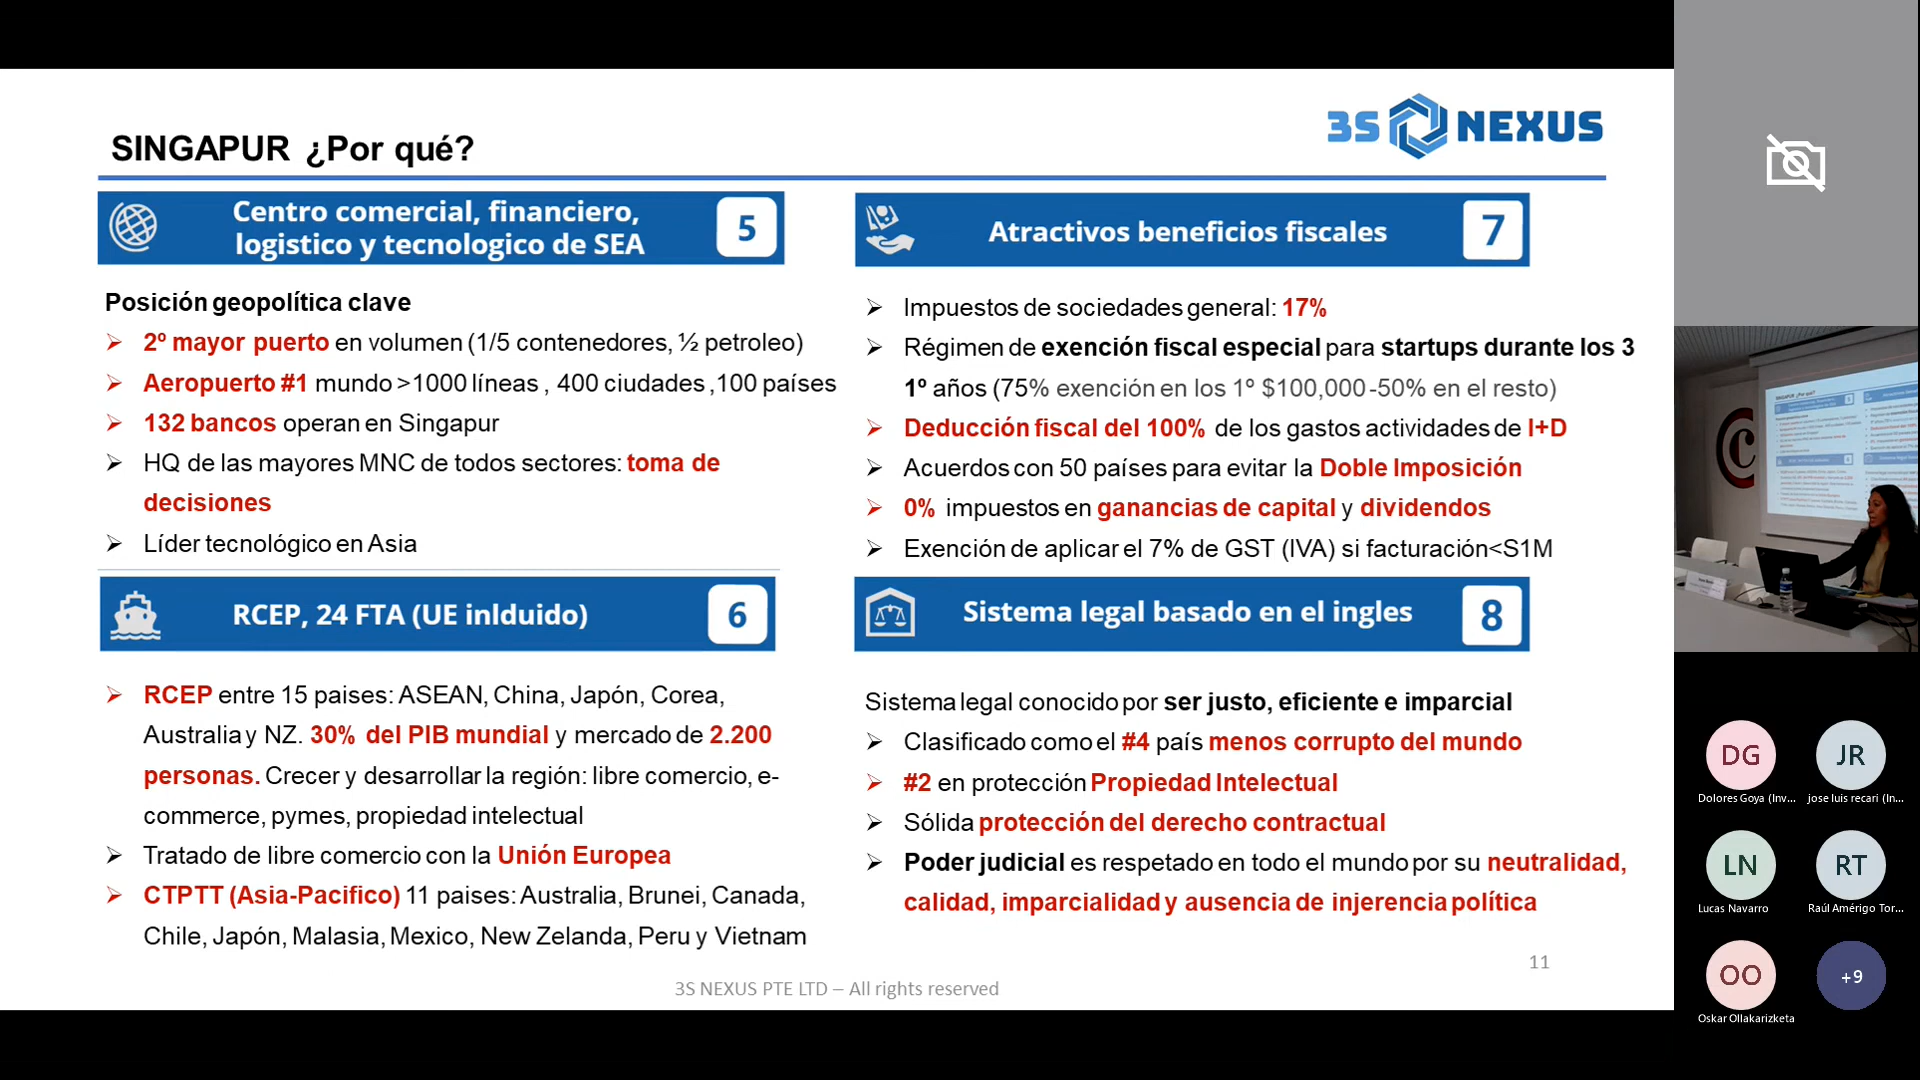 SINGAPUR ¿Por qué?
3S NEXUS
Centro comercial, financiero,
logistico y tecnologico de SEA
5
Posición geopolítica clave
2º mayor puerto en volumen (1/5 contenedores, ½ petroleo)
Aeropuerto #1 mundo >1000 líneas , 400 ciudades ,100 países
132 bancos operan en Singapur
HQ de las mayores MNC de todos sectores: toma de
decisiones
Líder tecnológico en Asia
RCEP, 24 FTA (UE inlduido)
6
RCEP entre 15 paises: ASEAN, China, Japón, Corea,
Australia y NZ. 30% del PIB mundial y mercado de 2.200
personas. Crecer y desarrollar la región: libre comercio, e-
commerce, pymes, propiedad intelectual
Tratado de libre comercio con la Unión Europea
CTPTT (Asia-Pacifico) 11 paises: Australia, Brunei, Canada,
Chile, Japón, Malasia, Mexico, New Zelanda, Peru y Vietnam
Atractivos beneficios fiscales
7
Impuestos de sociedades general: 17%
Régimen de exención fiscal especial para startups durante los 3
1º años (75% exención en los 1º $100,000 -50% en el resto)
Deducción fiscal del 100% de los gastos actividades de I+D
Acuerdos con 50 países para evitar la Doble Imposición
0% impuestos en ganancias de capital y dividendos
Exención de aplicar el 7% de GST (IVA) si facturación<S1M
Sistema legal basado en el ingles
8
Sistema legal conocido por ser justo, eficiente e imparcial
Clasificado como el #4 país menos corrupto del mundo
#2 en protección Propiedad Intelectual
Sólida protección del derecho contractual
Poder judicial es respetado en todo el mundo por su neutralidad,
calidad, imparcialidad y ausencia de injerencia política
11
3S NEXUS PTE LTD – All rights reserved
DG
Dolores Goya (Inv...
JR
jose luis recari (In...
LN
Lucas Navarro
RT
Raúl Amérigo Tor...
OO
Oskar Ollakarizketa
+9